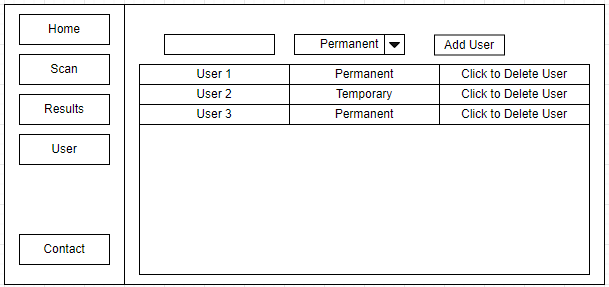 Home
Scan
Results
User
Contact
Permanent
Add User
User 1 Permanent Click to Delete User
User 2 Temporary Click to Delete User
User 3 Permanent Click to Delete User